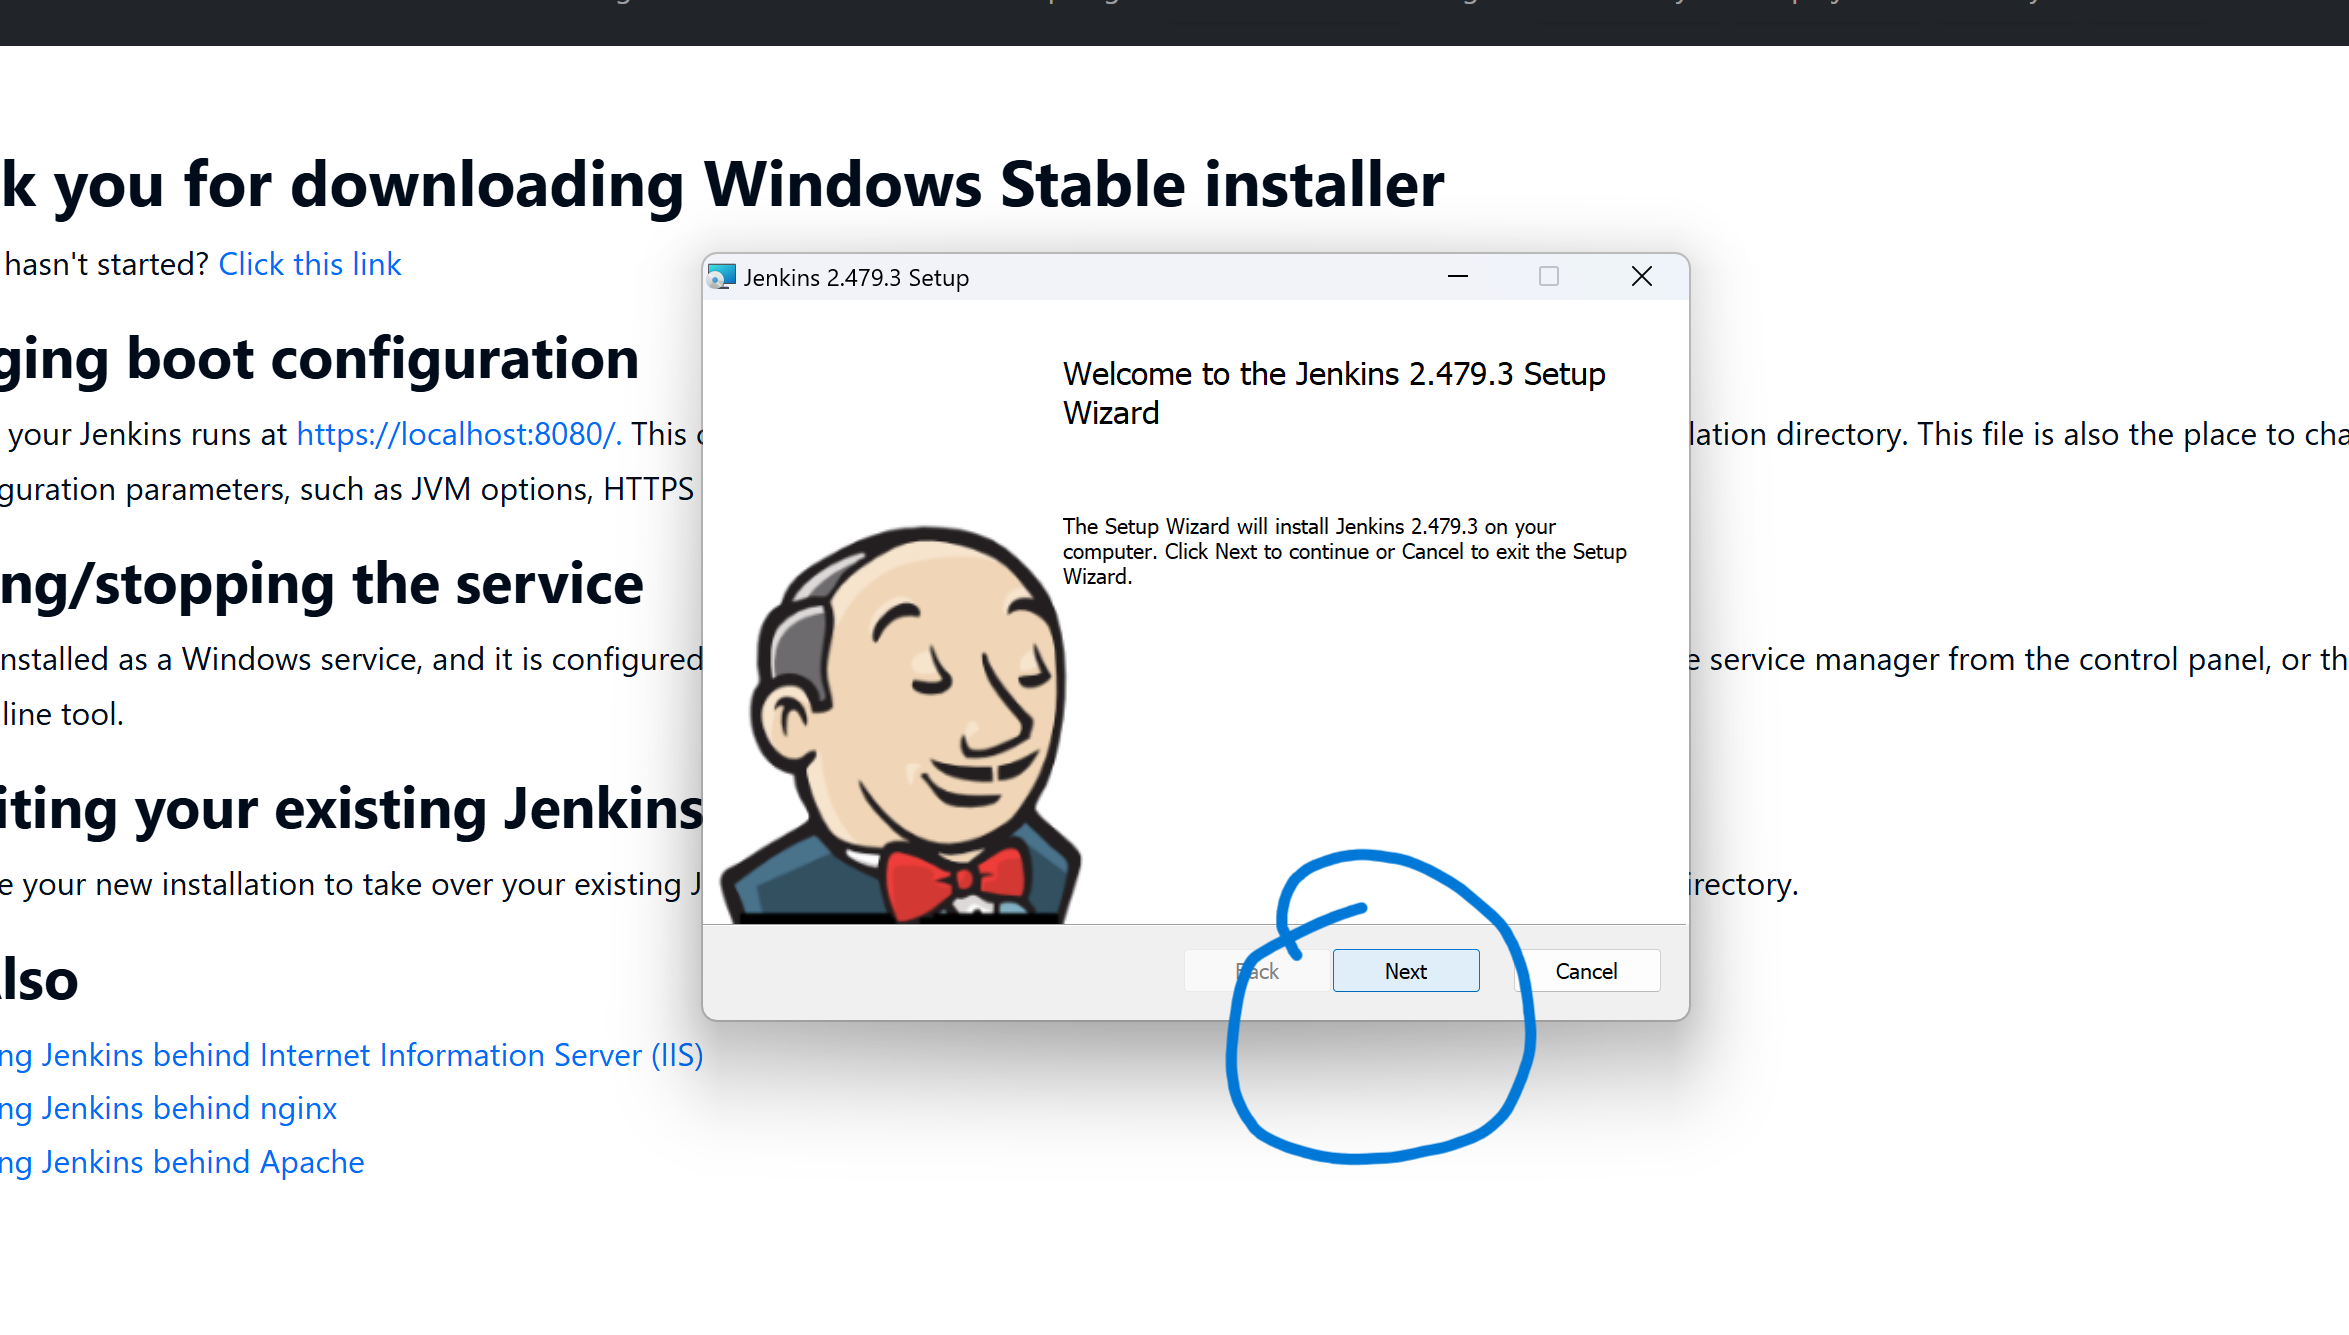 k you for downloading Windows Stable installer
hasn't started? Click this link
Jenkins 2.479.3 Setup
Welcome to the Jenkins 2.479.3 Setup
Wizard
ging boot configuration
your Jenkins runs at https://localhost:8080/. This
lation directory. This file is also the place to cha
guration parameters, such as JVM options, HTTPS
The Setup Wizard will install Jenkins 2.479.3 on your
computer. Click Next to continue or Cancel to exit the Setup
Wizard.
ng/stopping the service
nstalled as a Windows service, and it is configured
e service manager from the control panel, or th
line tool.
iting your existing Jenkins
e your new installation to take over your existing J
irectory.
Back Next Cancel
lso
ng Jenkins behind Internet Information Server (IIS)
ng Jenkins behind nginx
ng Jenkins behind Apache